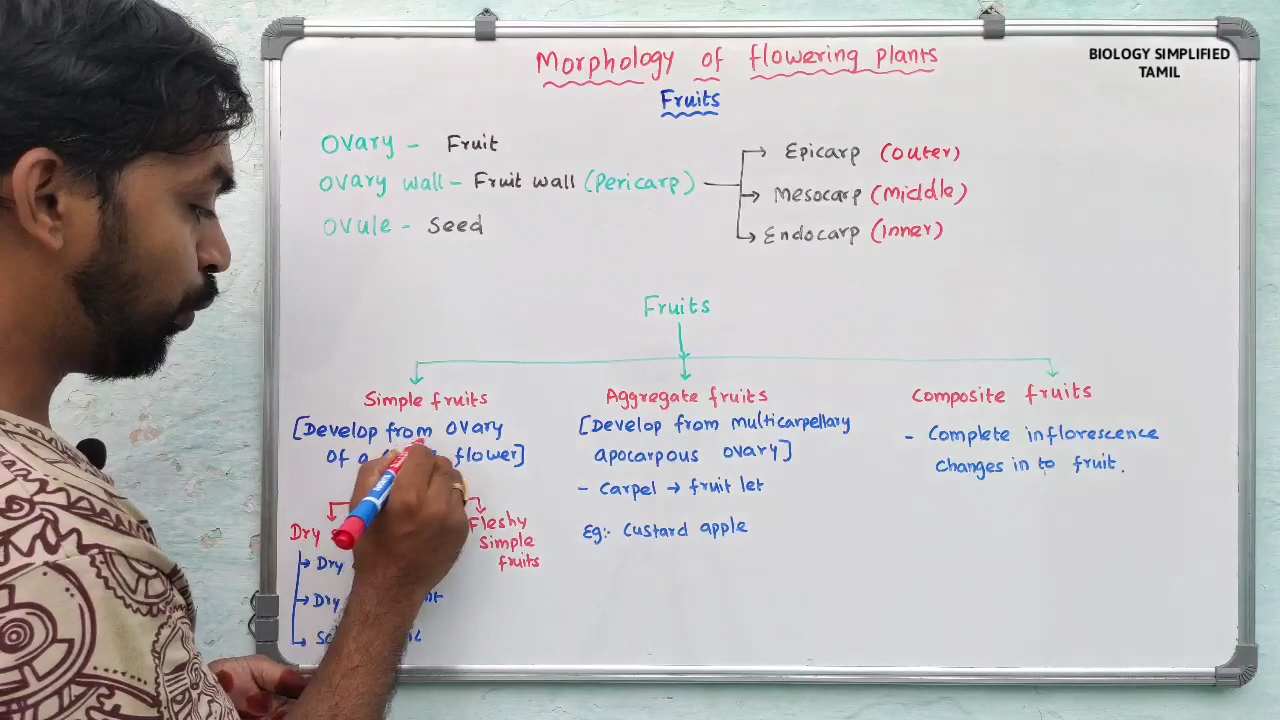 Morphology of flowering plants
BIOLOGY SIMPLIFIED
TAMIL
Fruits
Ovary - Fruit
Ovary wall - Fruit wall (Pericarp)
Ovule - Seed
Epicarp (Outer)
Mesocarp (Middle)
Endocarp (Inner)
Fruits
Simple fruits
[Develop from ovary
of a flower]
Dry
Dry
Dry
Fleshy
simple
fruits
Aggregate fruits
[Develop from multicarpellary
apocarpous ovary]
- Carpel → fruit let
Eg:- Custard apple
Composite fruits
- Complete inflorescence
changes in to fruit.